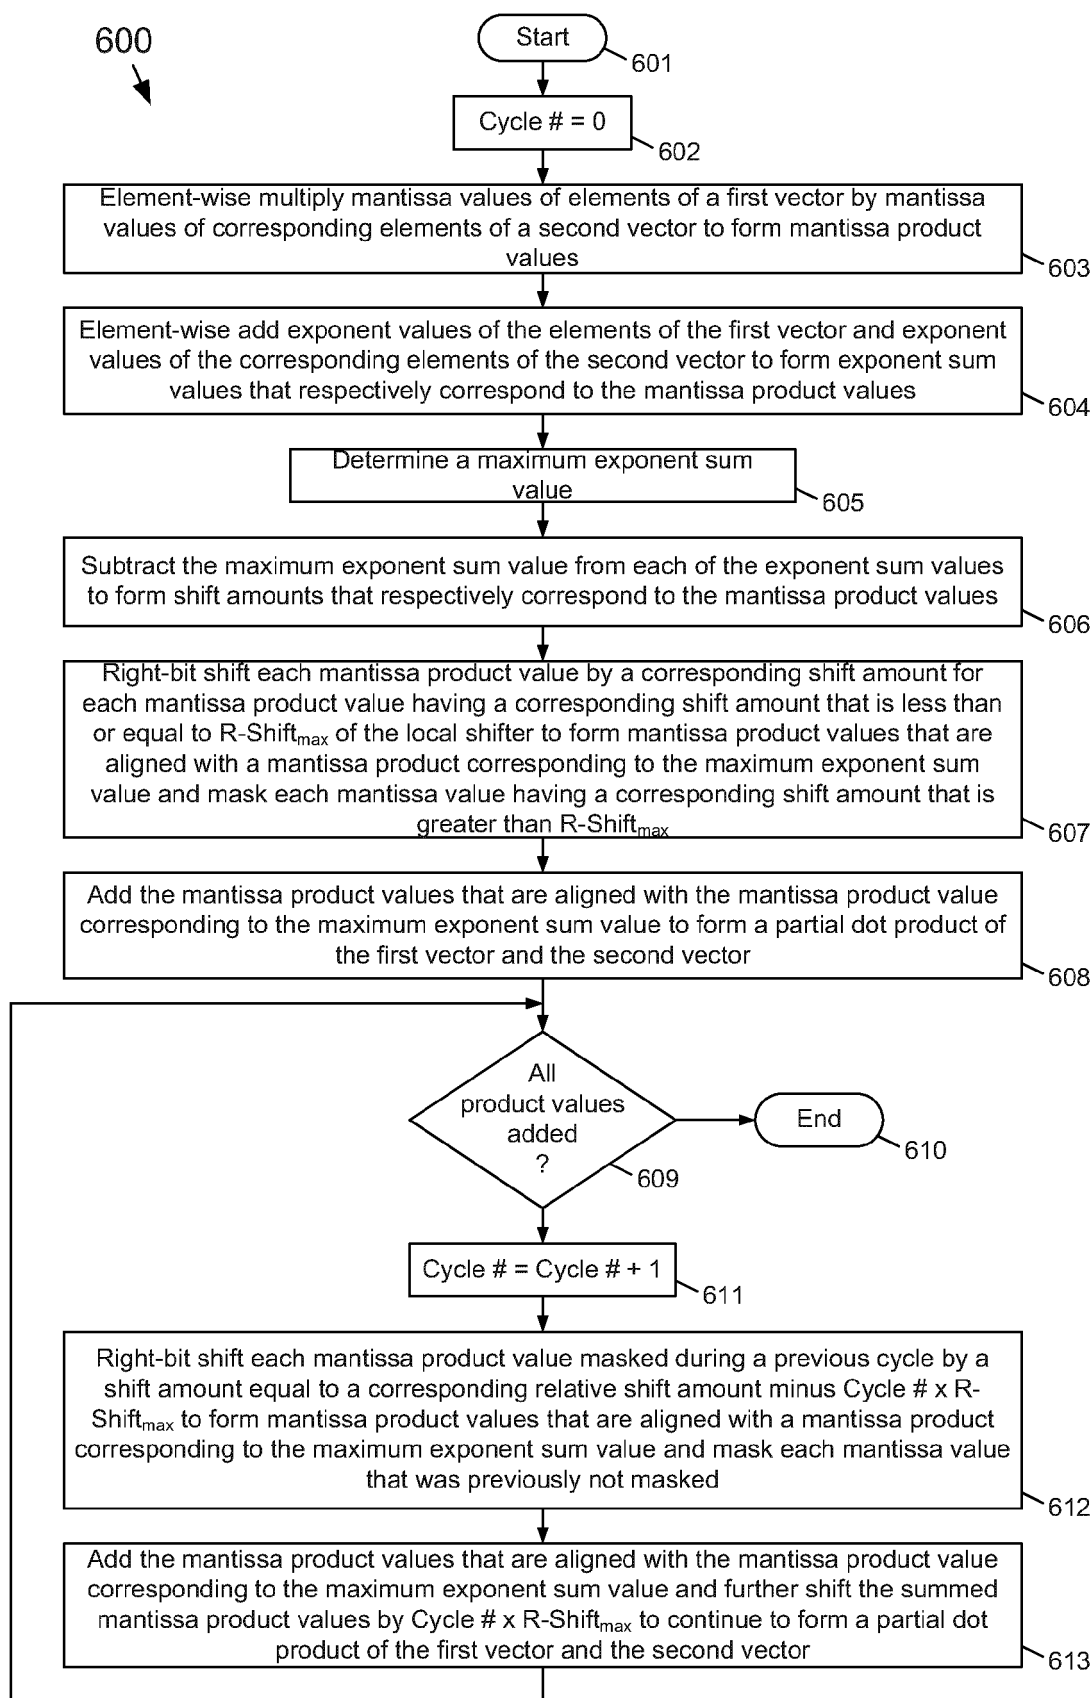 600
Start
601
Cycle # = 0
602
Element-wise multiply mantissa values of elements of a first vector by mantissa
values of corresponding elements of a second vector to form mantissa product
values
603
Element-wise add exponent values of the elements of the first vector and exponent
values of the corresponding elements of the second vector to form exponent sum
values that respectively correspond to the mantissa product values
604
Determine a maximum exponent sum
value
605
Subtract the maximum exponent sum value from each of the exponent sum values
to form shift amounts that respectively correspond to the mantissa product values
606
Right-bit shift each mantissa product value by a corresponding shift amount for
each mantissa product value having a corresponding shift amount that is less than
or equal to R-Shiftmax of the local shifter to form mantissa product values that are
aligned with a mantissa product corresponding to the maximum exponent sum
value and mask each mantissa value having a corresponding shift amount that is
greater than R-Shiftmax
607
Add the mantissa product values that are aligned with the mantissa product value
corresponding to the maximum exponent sum value to form a partial dot product of
the first vector and the second vector
608
All
product values
added
?
609
End
610
Cycle # = Cycle # + 1
611
Right-bit shift each mantissa product value masked during a previous cycle by a
shift amount equal to a corresponding relative shift amount minus Cycle # x R-
Shiftmax to form mantissa product values that are aligned with a mantissa product
corresponding to the maximum exponent sum value and mask each mantissa value
that was previously not masked
612
Add the mantissa product values that are aligned with the mantissa product value
corresponding to the maximum exponent sum value and further shift the summed
mantissa product values by Cycle # x R-Shiftmax to continue to form a partial dot
product of the first vector and the second vector
613